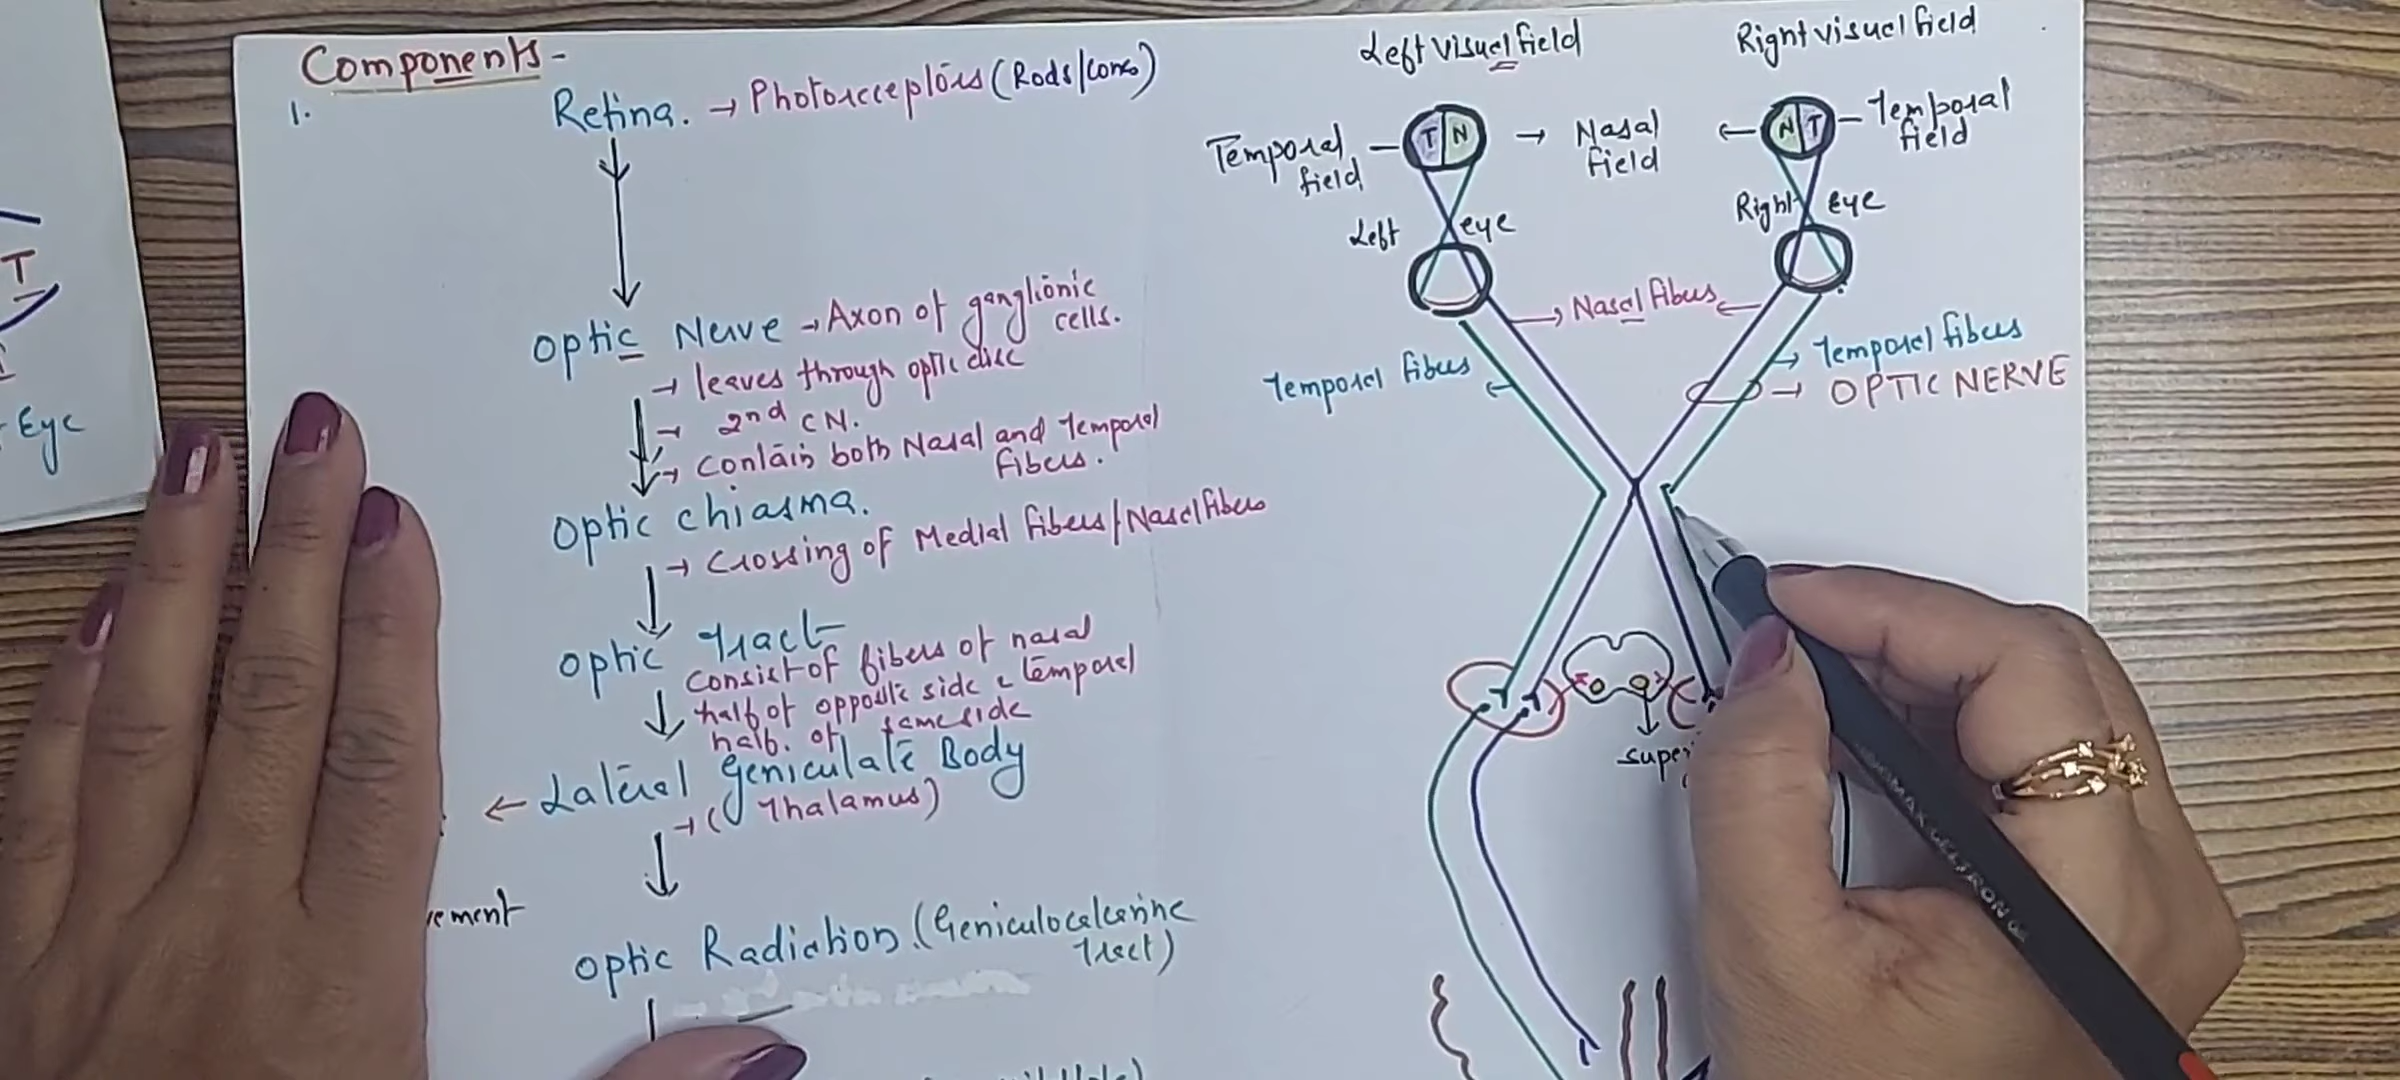 Components-
1.
Retina. → Photoreceptors (Rods/Cones)
Optic Nerve → Axon of ganglionic
cells.
→ leaves through optic disc
→ 2nd CN.
→ Contain both Nasal and Temporal
Fibers.
Optic chiasma.
→ Crossing of Medial Fibers/Nasal fibers
Optic Tract
consist of fibers of nasal
half of opposite side & temporal
half. of same side
← Lateral Geniculate Body
→ (Thalamus)
vement
Optic Radiation. (Geniculocalcarine
tract)
T
Eye
Left visual field
Right visual field
Temporal
field
T N
→ Nasal
field
←
N T
Temporal
field
Left eye
Right eye
Nasal fibers
Temporal fibers
Temporal fibers
→ OPTIC NERVE
super